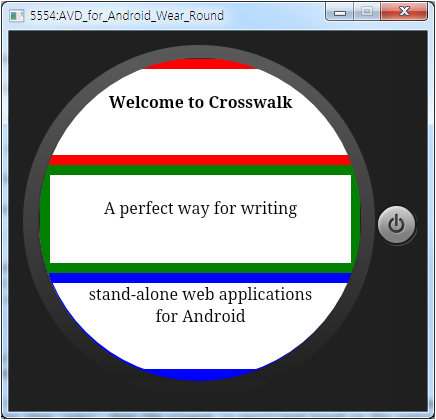 5554:AVD_for_Android_Wear_Round
Welcome to Crosswalk
A perfect way for writing
stand-alone web applications
for Android